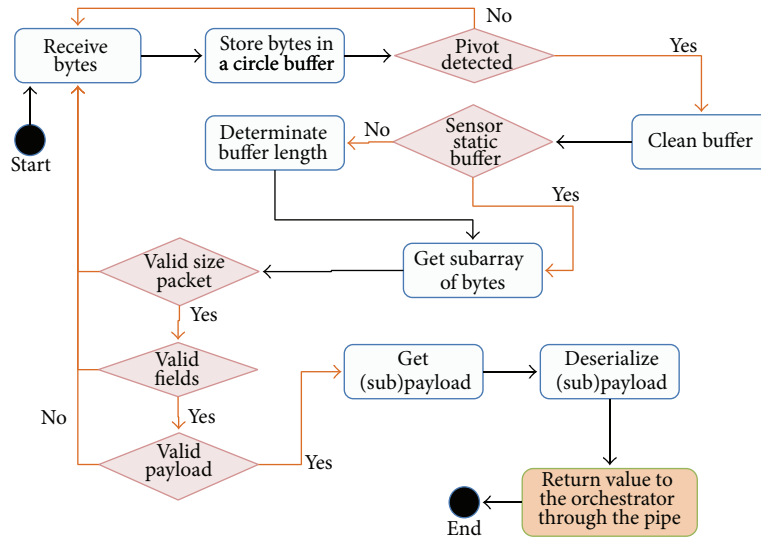 No
Receive
bytes
Store bytes in
a circle buffer
Pivot
detected
Yes
Start
Determinate
buffer length
No
Sensor
static
buffer
Clean buffer
Yes
Valid size
packet
Get subarray
of bytes
Yes
Valid
fields
Get
(sub)payload
Deserialize
(sub)payload
No
Yes
Valid
payload
Yes
Return value to
the orchestrator
through the pipe
End